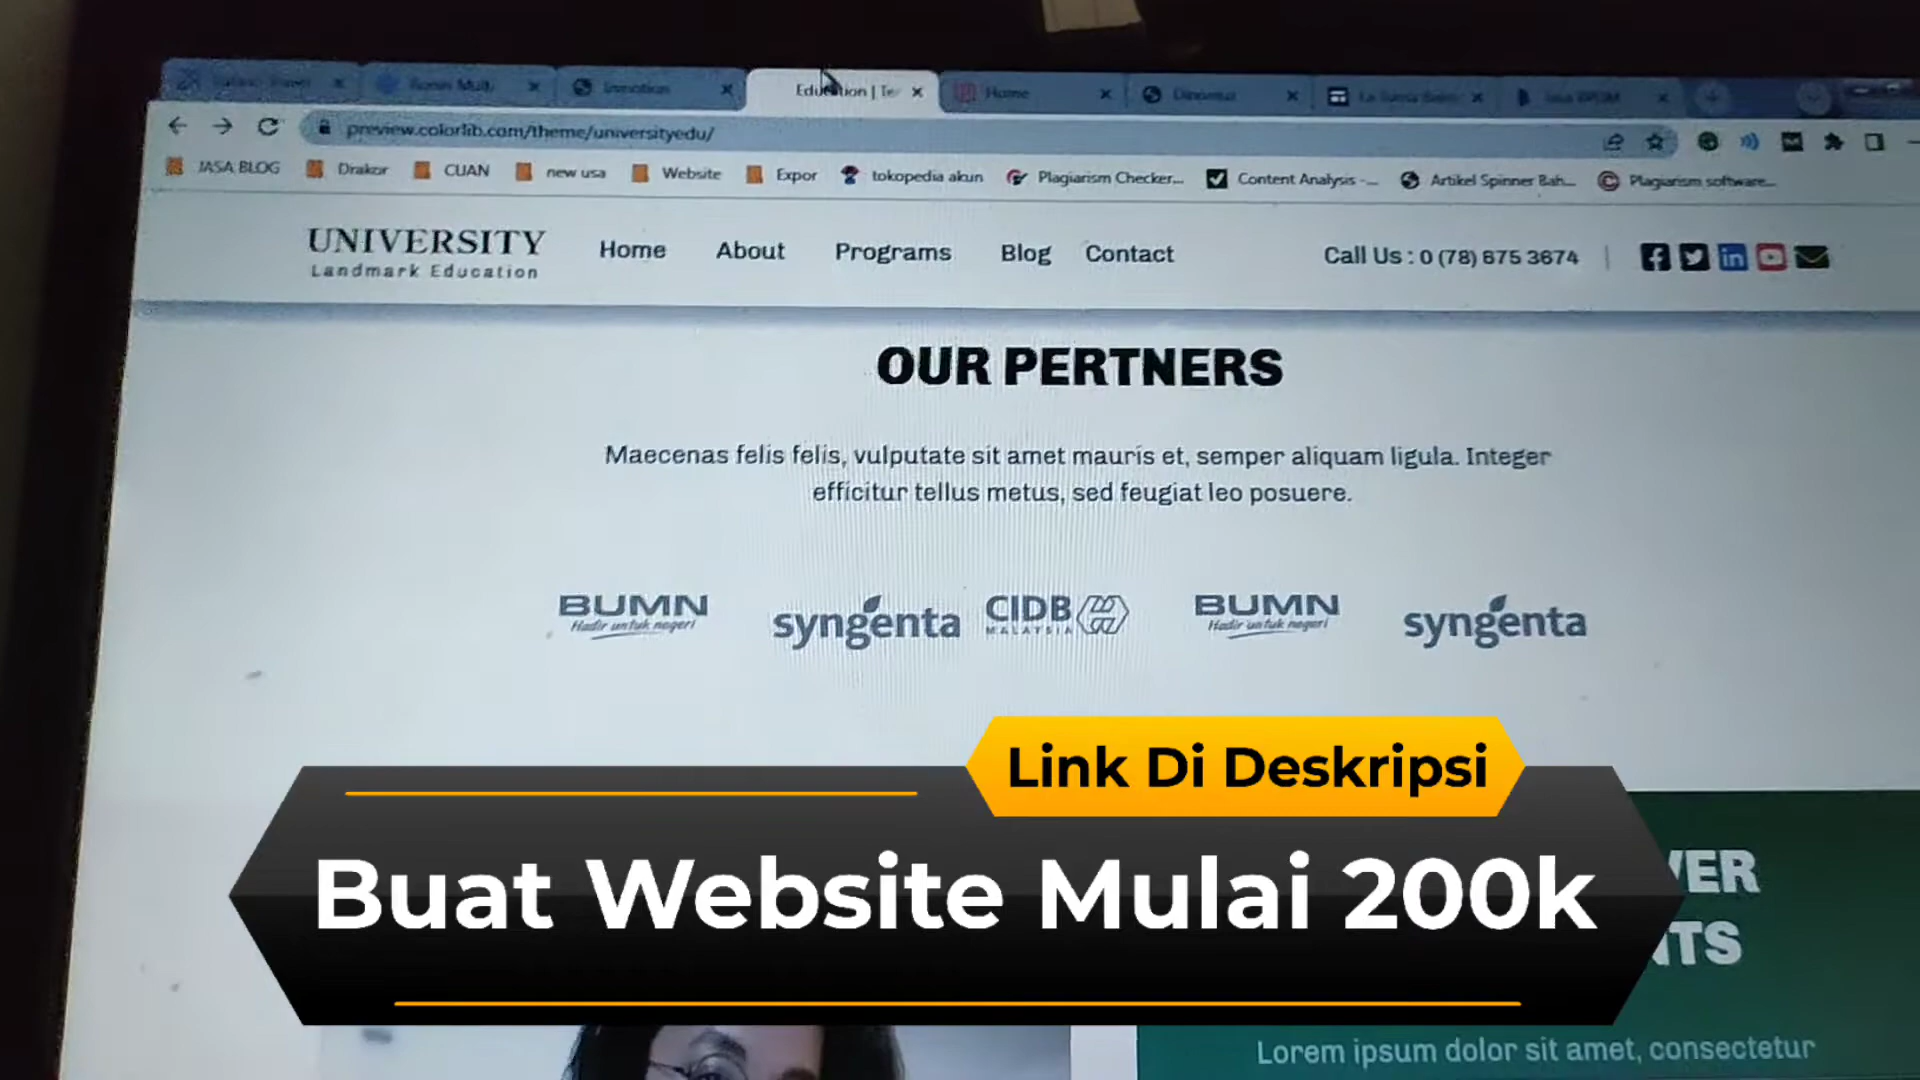 Education | Te
Home
preview.colorlib.com/theme/universityedu/
JASA BLOG
Drakor
CUAN
new usa
Website
Expor
tokopedia akun
Plagiarism Checker...
Content Analysis -...
Artikel Spinner Bah...
Plagiarism software...
UNIVERSITY
Landmark Education
Home
About
Programs
Blog
Contact
Call Us : 0 (78) 675 3674
OUR PERTNERS
Maecenas felis felis, vulputate sit amet mauris et, semper aliquam ligula. Integer
efficitur tellus metus, sed feugiat leo posuere.
BUMN
Hadir untuk negeri
syngenta
CIDB
MALAYSIA
BUMN
Hadir untuk negeri
syngenta
Link Di Deskripsi
Buat Website Mulai 200k
VER
NTS
Lorem ipsum dolor sit amet, consectetur